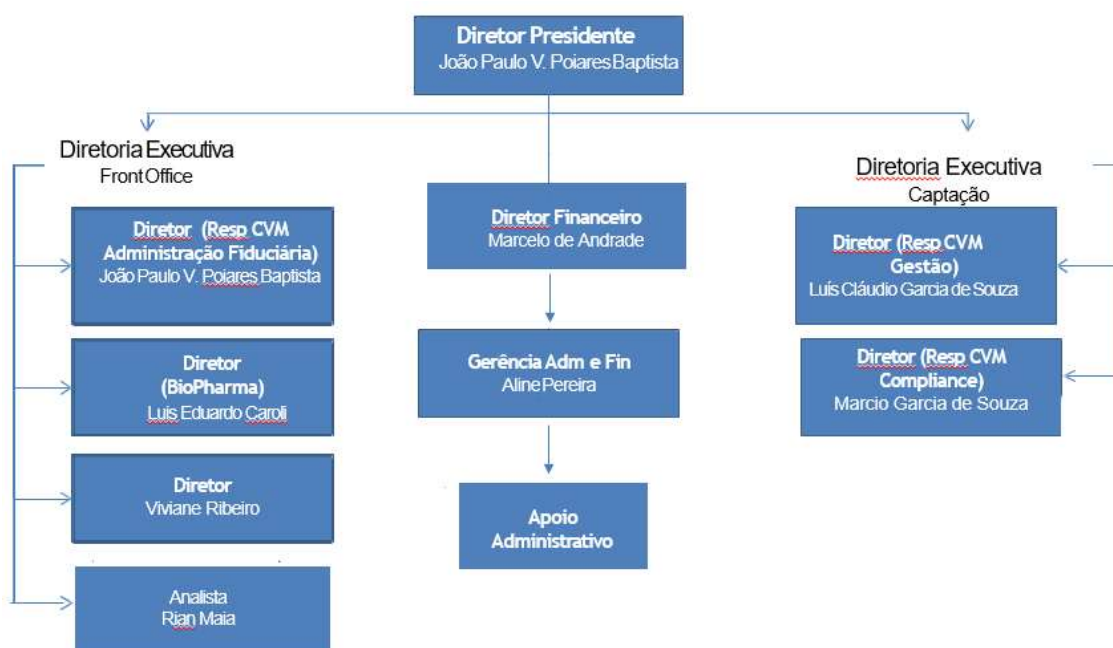 Diretor Presidente
João Paulo V. Poiares Baptista
Diretoria Executiva
Front Office
Diretor (Resp CVM
Administração Fiduciária)
João Paulo V. Poiares Baptista
Diretor
(BioPharma)
Luis Eduardo Caroli
Diretor
Viviane Ribeiro
Analista
Rian Maia
Diretor Financeiro
Marcelo de Andrade
Gerência Adm e Fin
Aline Pereira
Apoio
Administrativo
Diretoria Executiva
Captação
Diretor (Resp CVM
Gestão)
Luís Cláudio Garcia de Souza
Diretor (Resp CVM
Compliance)
Marcio Garcia de Souza